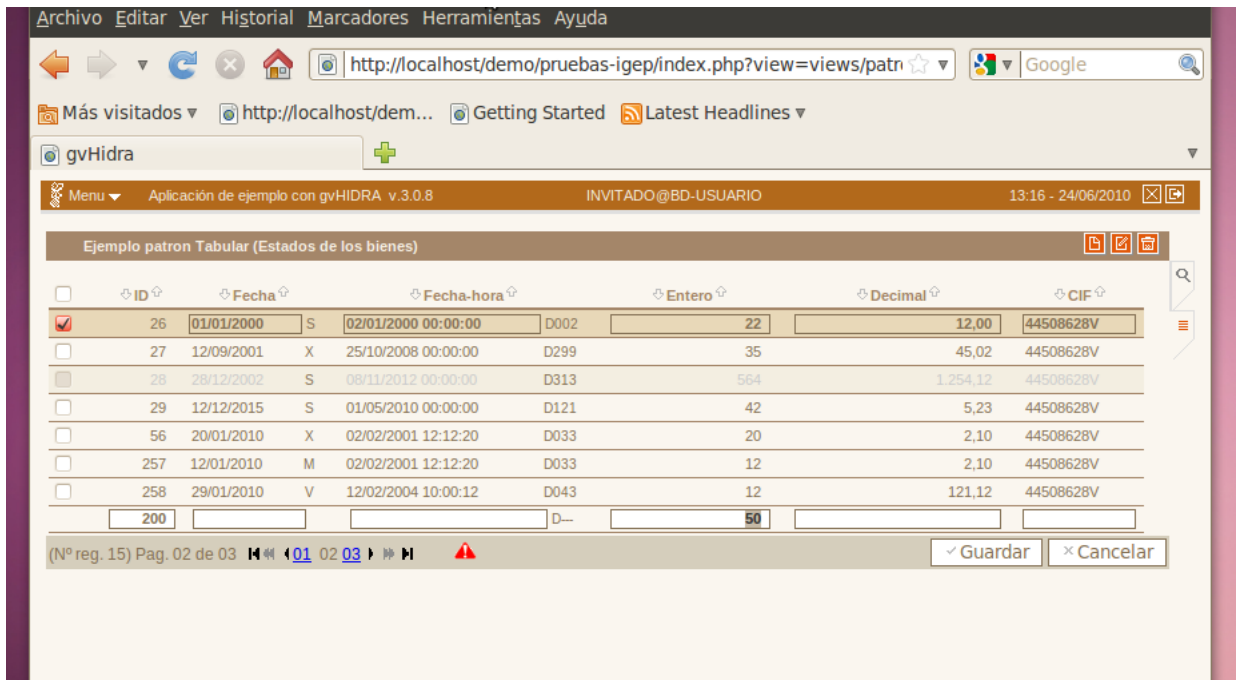 Archivo Editar Ver Historial Marcadores Herramientas Ayuda
http://localhost/demo/pruebas-igep/index.php?view=views/patr Google
Más visitados http://localhost/dem... Getting Started Latest Headlines
gvHidra
Menu Aplicación de ejemplo con gvHIDRA v.3.0.8 INVITADO@BD-USUARIO 13:16 - 24/06/2010
Ejemplo patron Tabular (Estados de los bienes)
ID Fecha Fecha-hora Entero Decimal CIF
26 01/01/2000 S 02/01/2000 00:00:00 D002 22 12,00 44508628V
27 12/09/2001 X 25/10/2008 00:00:00 D299 35 45,02 44508628V
28 28/12/2002 S 08/11/2012 00:00:00 D313 564 1.254,12 44508628V
29 12/12/2015 S 01/05/2010 00:00:00 D121 42 5,23 44508628V
56 20/01/2010 X 02/02/2001 12:12:20 D033 20 2,10 44508628V
257 12/01/2010 M 02/02/2001 12:12:20 D033 12 2,10 44508628V
258 29/01/2010 V 12/02/2004 10:00:12 D043 12 121,12 44508628V
200 D--- 50
(Nº reg. 15) Pag. 02 de 03 01 02 03 Guardar Cancelar